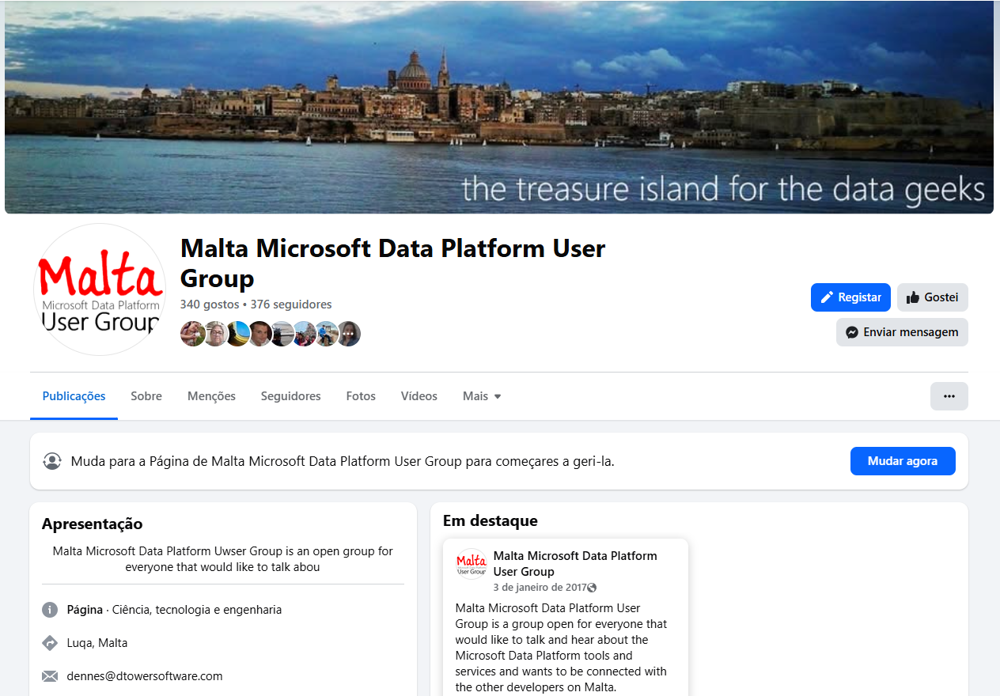 the treasure island for the data geeks
Malta
Microsoft Data Platform
User Group
Malta Microsoft Data Platform User
Group
340 gostos • 376 seguidores
Registar
Gostei
Enviar mensagem
Publicações
Sobre
Menções
Seguidores
Fotos
Vídeos
Mais
Muda para a Página de Malta Microsoft Data Platform User Group para começares a geri-la.
Mudar agora
Apresentação
Malta Microsoft Data Platform Uwser Group is an open group for
everyone that would like to talk abou
Página · Ciência, tecnologia e engenharia
Luqa, Malta
dennes@dtowersoftware.com
Em destaque
Malta
Microsoft Data Platform
User Group
Malta Microsoft Data Platform
User Group
3 de janeiro de 2017
Malta Microsoft Data Platform User
Group is a group open for everyone that
would like to talk and hear about the
Microsoft Data Platform tools and
services and wants to be connected with
the other developers on Malta.